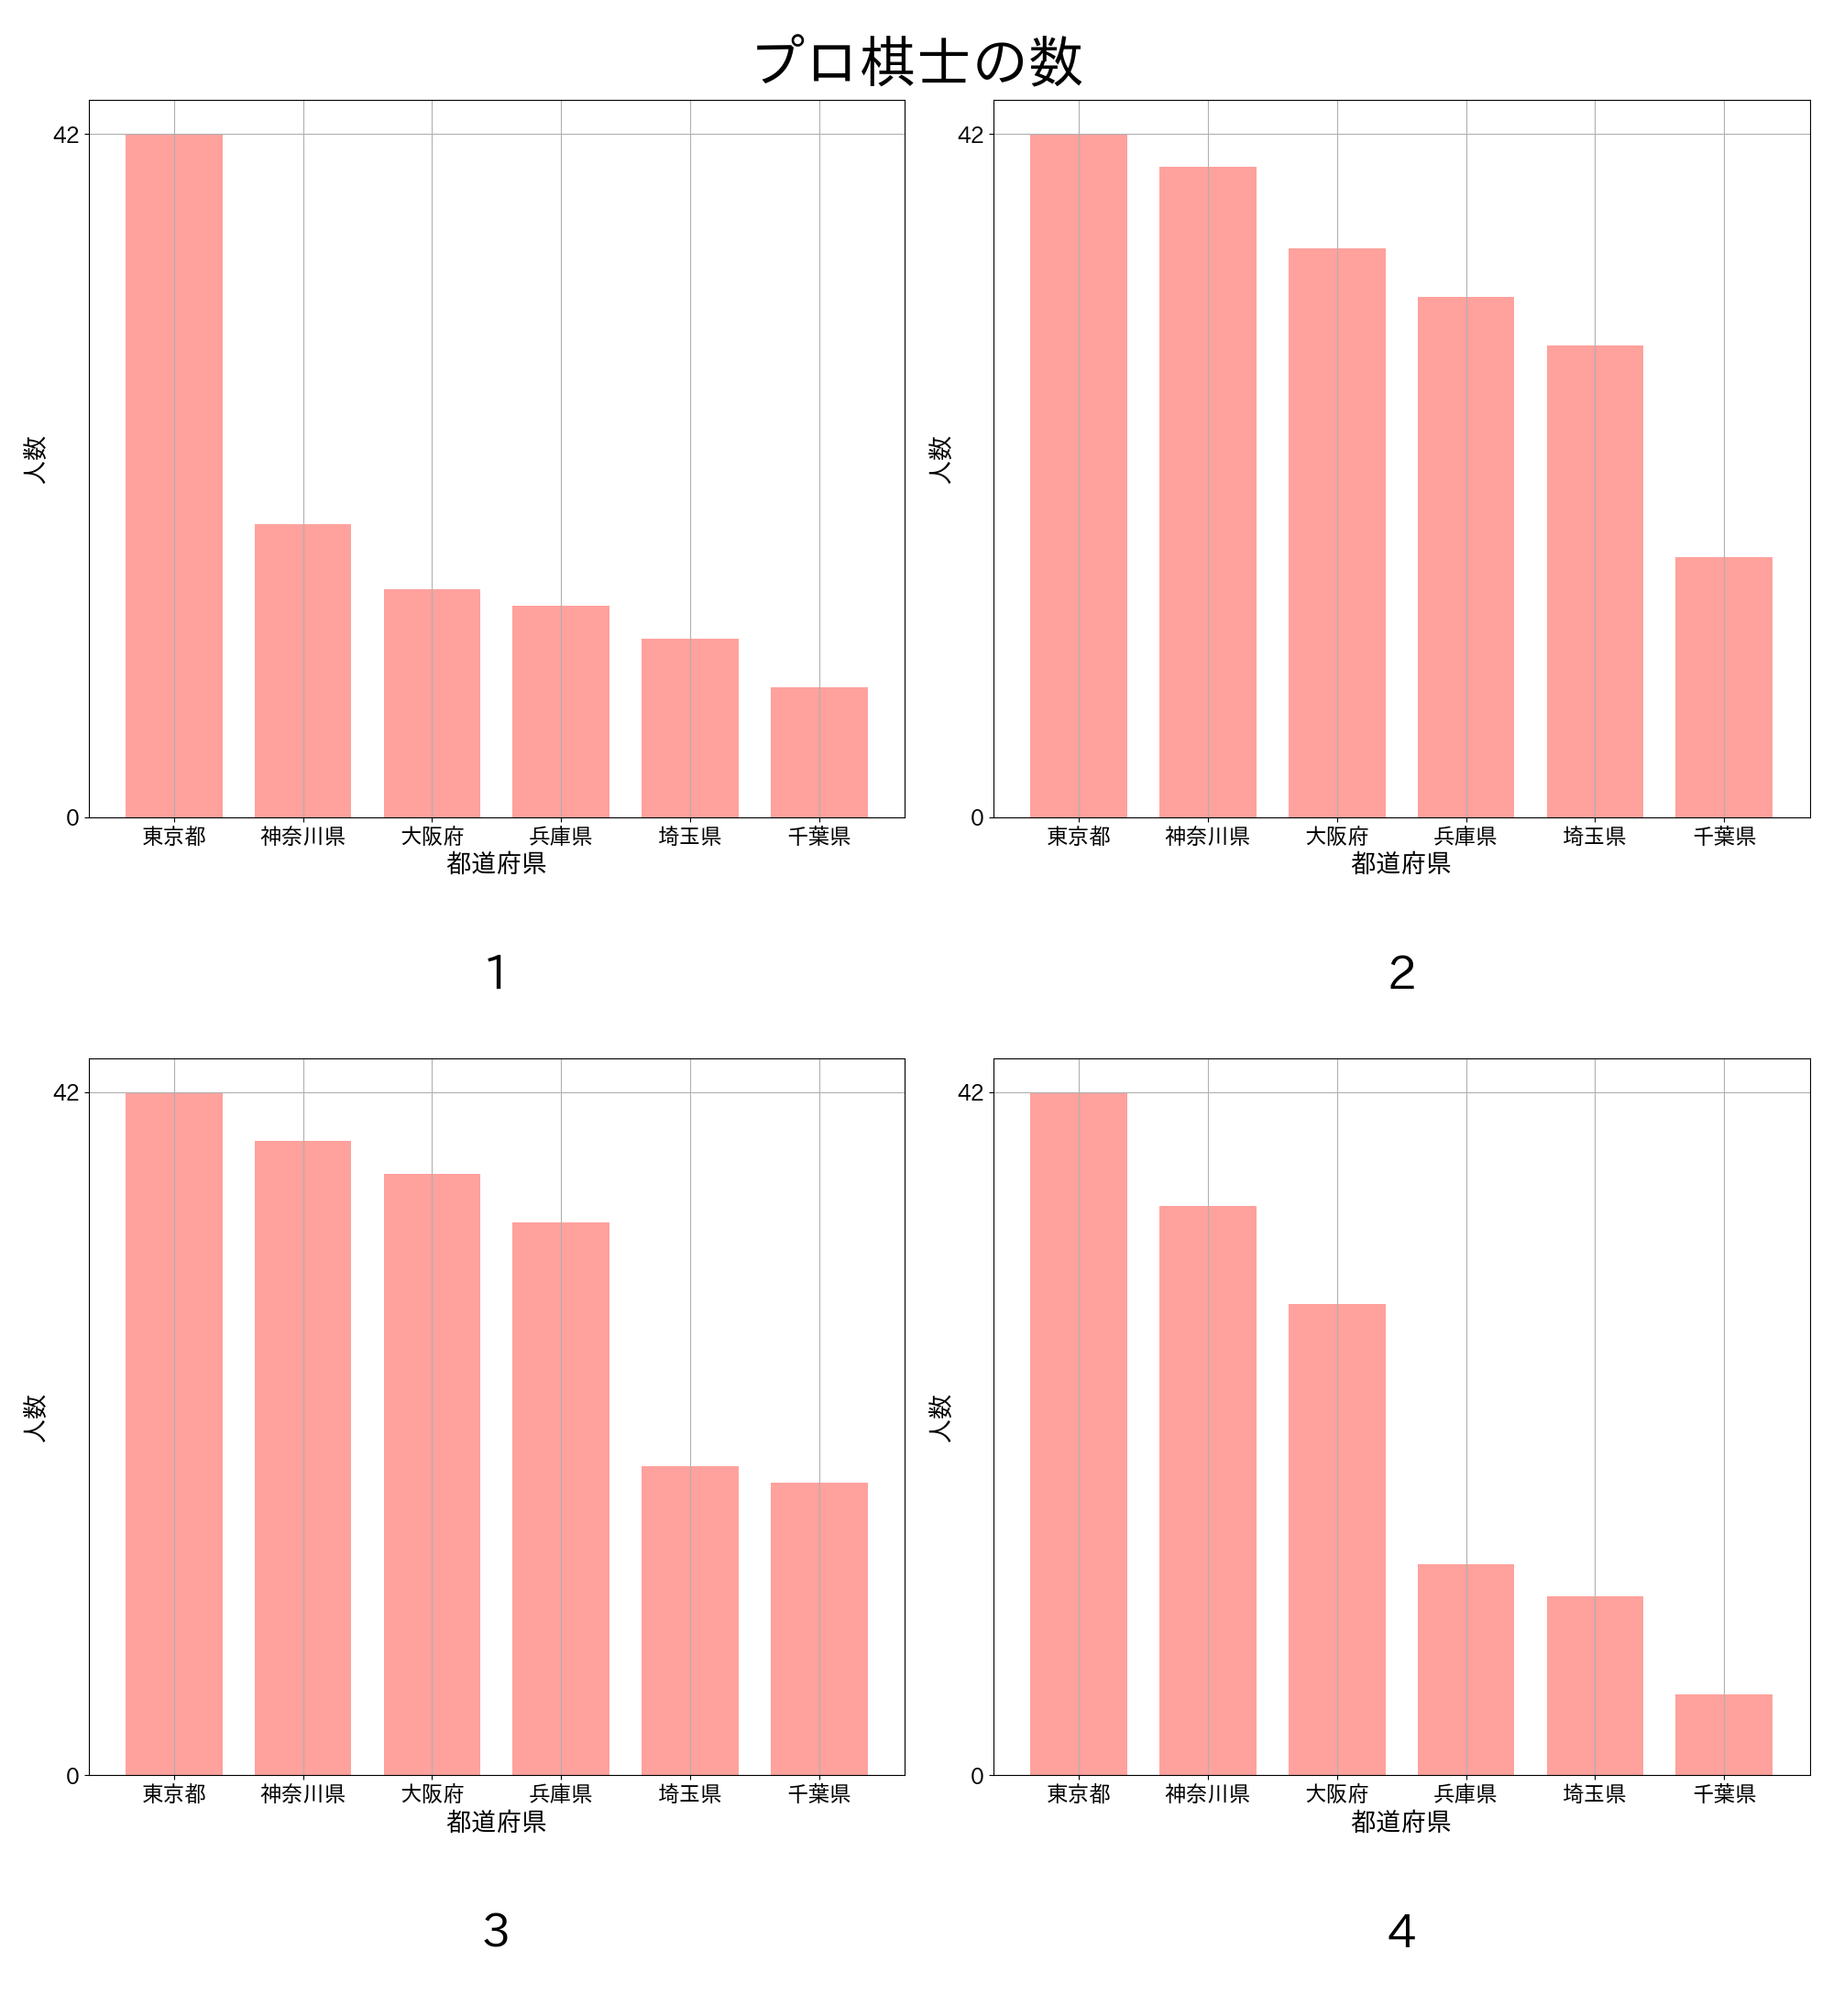 プロ棋士の数
42
0
人数
東京都 神奈川県 大阪府 兵庫県 埼玉県 千葉県
都道府県
1
42
0
人数
東京都 神奈川県 大阪府 兵庫県 埼玉県 千葉県
都道府県
2
42
0
人数
東京都 神奈川県 大阪府 兵庫県 埼玉県 千葉県
都道府県
3
42
0
人数
東京都 神奈川県 大阪府 兵庫県 埼玉県 千葉県
都道府県
4